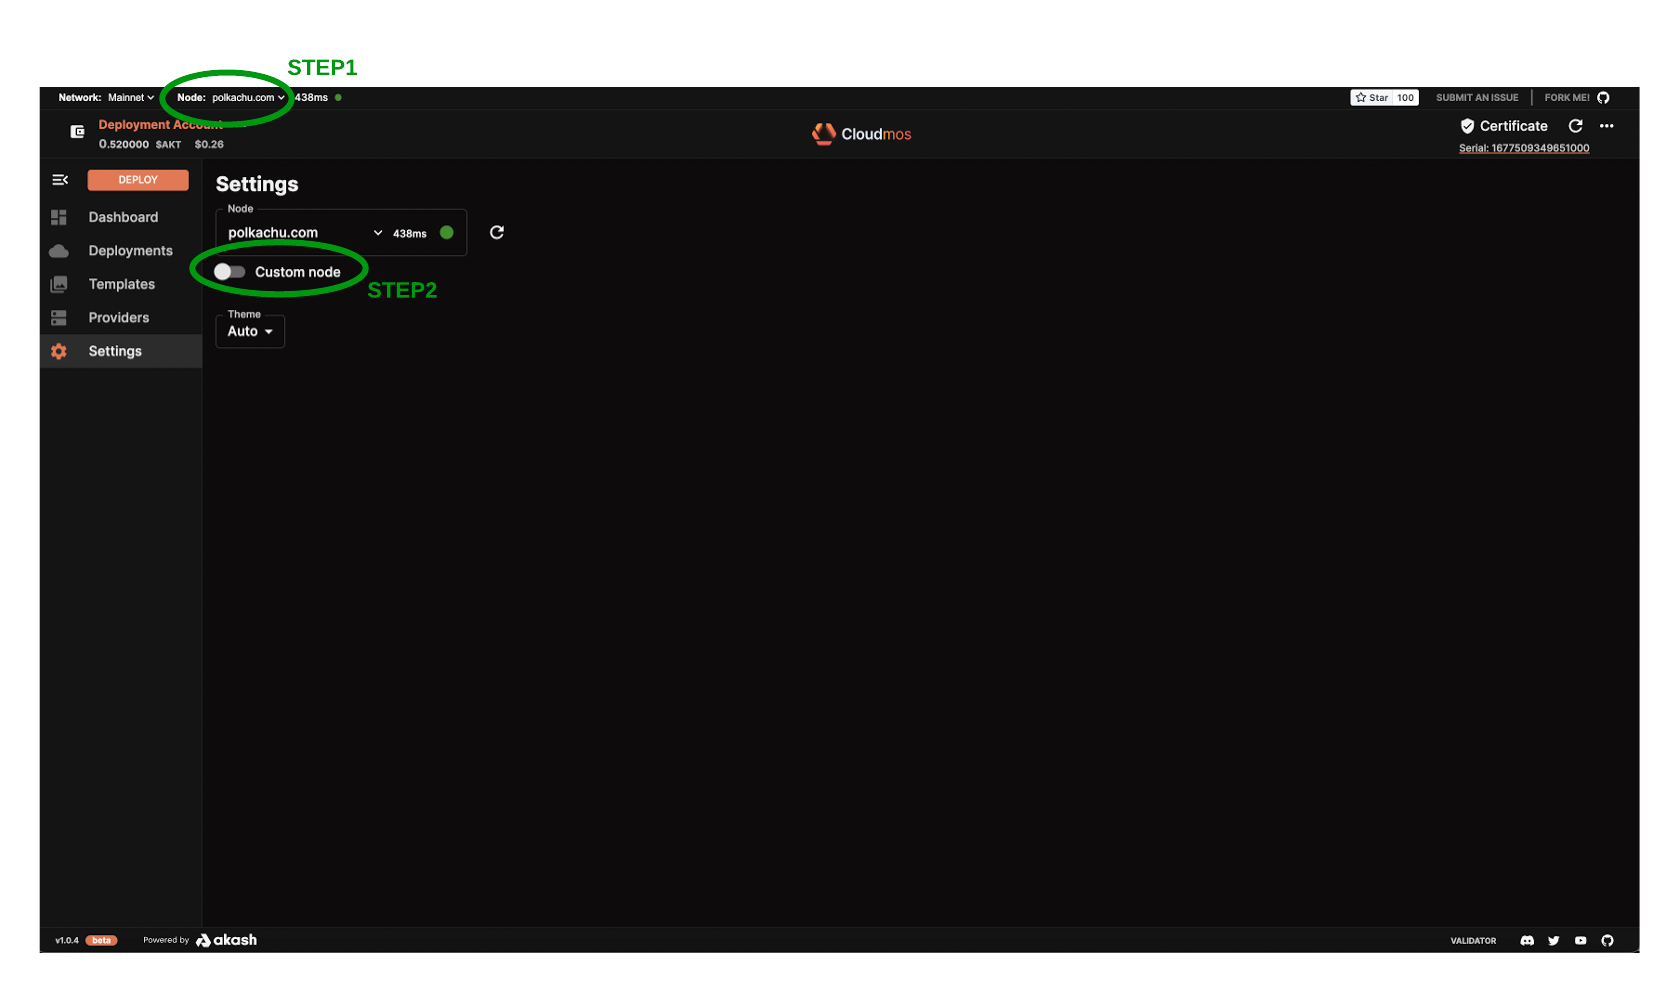 STEP1
Network: Mainnet Node: polkachu.com 438ms
Star 100 SUBMIT AN ISSUE FORK ME!
Deployment Account
0.520000 $AKT $0.26
Cloudmos
Certificate
Serial: 1677509349651000
DEPLOY
Dashboard
Deployments
Templates
Providers
Settings
Settings
Node
polkachu.com 438ms
Custom node
STEP2
Theme
Auto
v1.0.4 beta Powered by akash
VALIDATOR